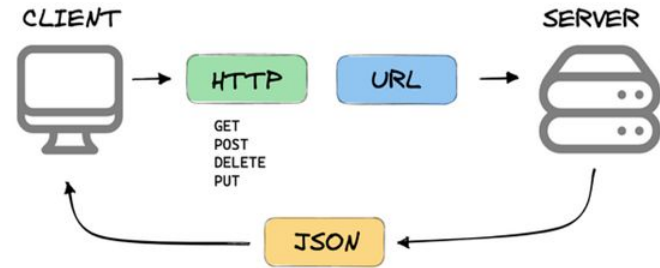 CLIENT
SERVER
HTTP
URL
GET
POST
DELETE
PUT
JSON